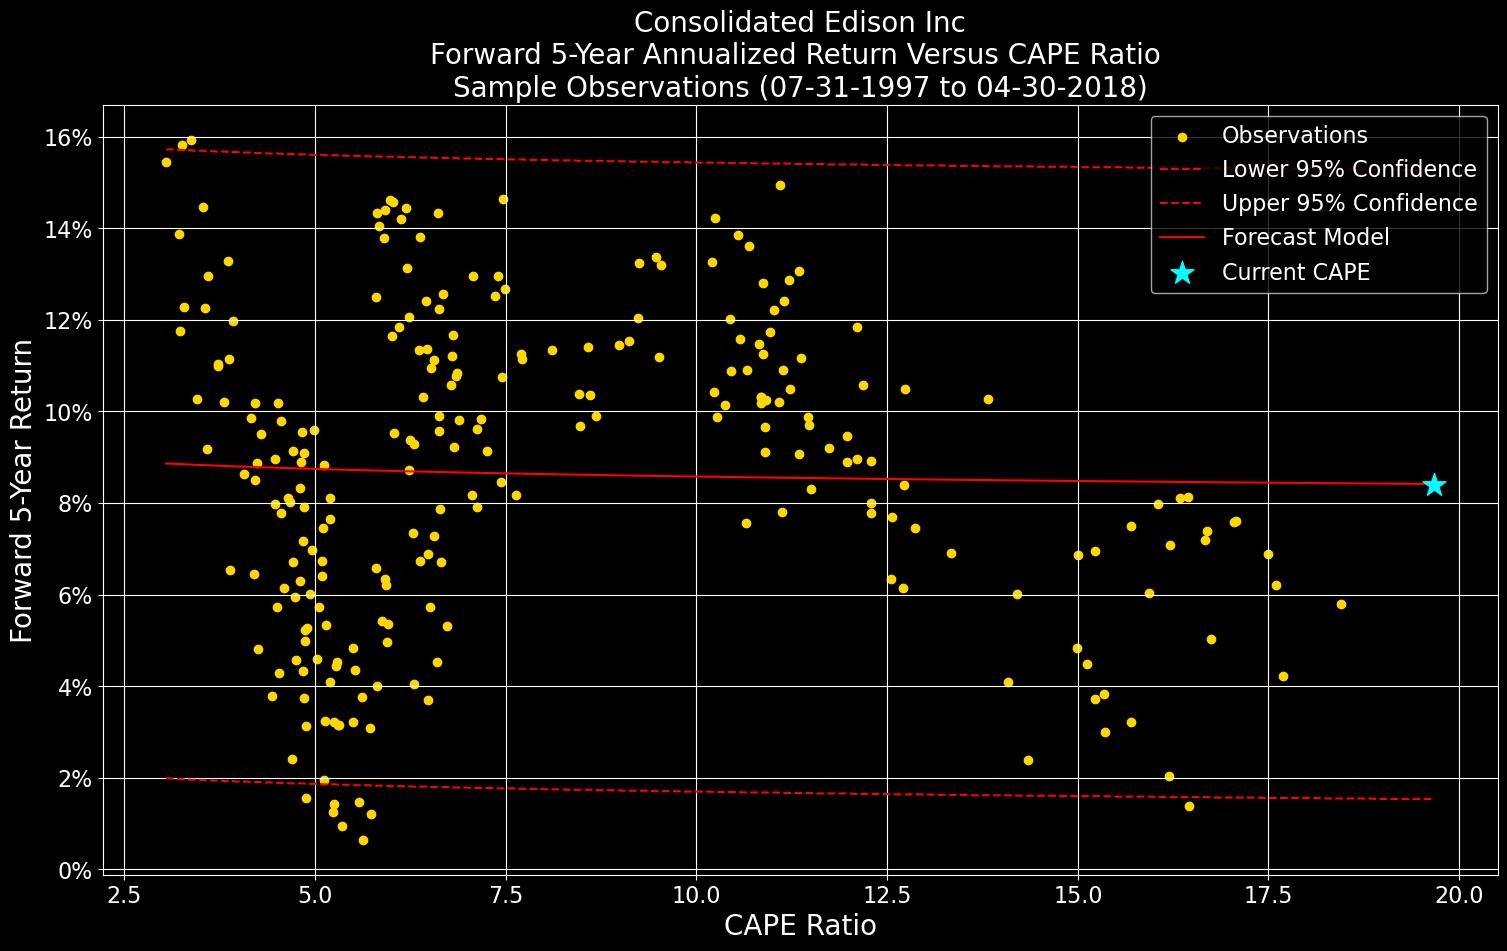 Consolidated Edison Inc
Forward 5-Year Annualized Return Versus CAPE Ratio
Sample Observations (07-31-1997 to 04-30-2018)
Observations
Lower 95% Confidence
Upper 95% Confidence
Forecast Model
Current CAPE
Forward 5-Year Return
16%
14%
12%
10%
8%
6%
4%
2%
0%
2.5 5.0 7.5 10.0 12.5 15.0 17.5 20.0
CAPE Ratio